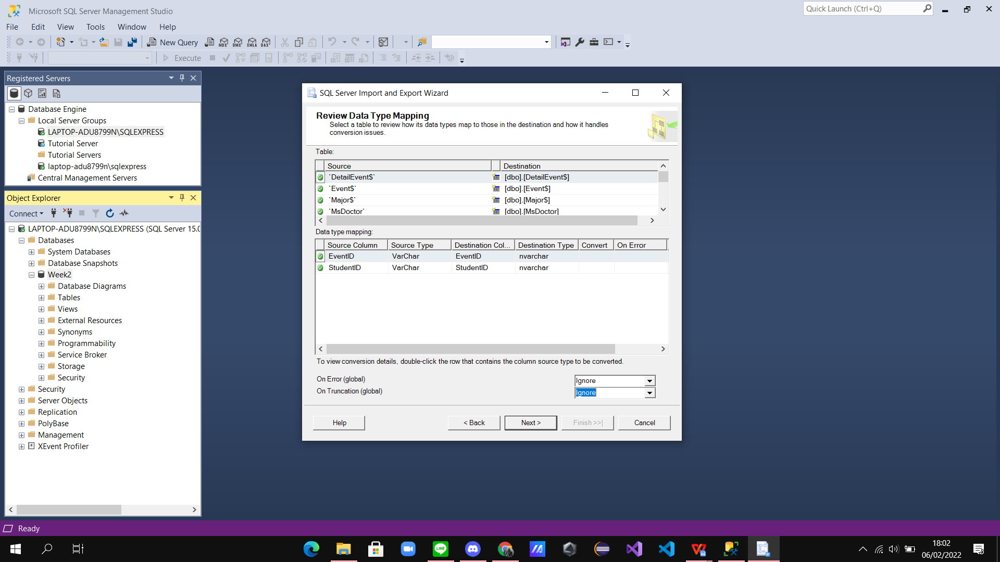 Microsoft SQL Server Management Studio
Quick Launch (Ctrl+Q)
File Edit View Tools Window Help
New Query MDX DMX XMLA DAX
Execute
Registered Servers
Database Engine
Local Server Groups
LAPTOP-ADU8799N\SQLEXPRESS
Tutorial Server
Tutorial Servers
laptop-adu8799n\sqlexpress
Central Management Servers
Object Explorer
Connect
LAPTOP-ADU8799N\SQLEXPRESS (SQL Server 15.0
Databases
System Databases
Database Snapshots
Week2
Database Diagrams
Tables
Views
External Resources
Synonyms
Programmability
Service Broker
Storage
Security
Security
Server Objects
Replication
PolyBase
Management
XEvent Profiler
SQL Server Import and Export Wizard
Review Data Type Mapping
Select a table to review how its data types map to those in the destination and how it handles
conversion issues.
Table:
Source Destination
`DetailEvent$` [dbo].[DetailEvent$]
`Event$` [dbo].[Event$]
`Major$` [dbo].[Major$]
`MsDoctor` [dbo].[MsDoctor]
Data type mapping:
Source Column Source Type Destination Col... Destination Type Convert On Error
EventID VarChar EventID nvarchar
StudentID VarChar StudentID nvarchar
To view conversion details, double-click the row that contains the column source type to be converted.
On Error (global) Ignore
On Truncation (global) Ignore
Help < Back Next > Finish >>| Cancel
Ready
LINE
18:02
06/02/2022